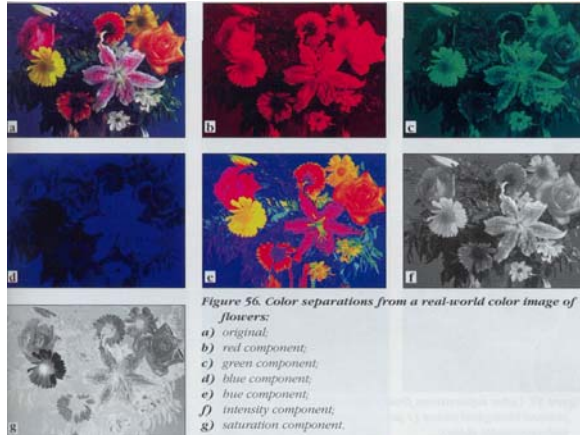 a
b
c
d
e
f
g
Figure 56. Color separations from a real-world color image of
flowers:
a) original;
b) red component;
c) green component;
d) blue component;
e) hue component;
f) intensity component;
g) saturation component.